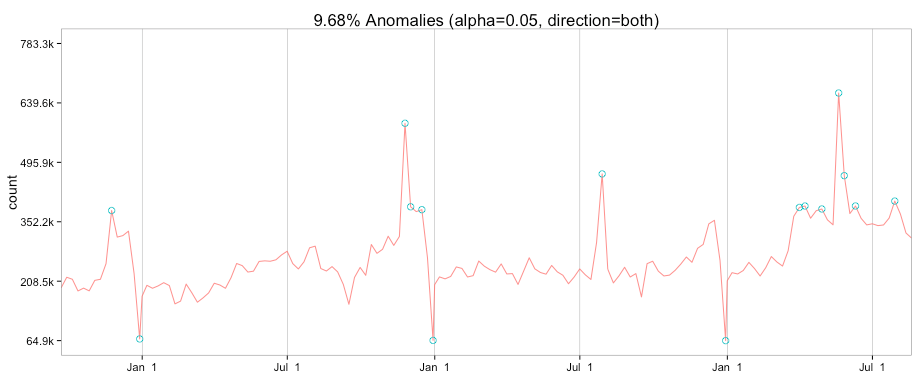 9.68% Anomalies (alpha=0.05, direction=both)
783.3k
639.6k
495.9k
352.2k
208.5k
64.9k
count
Jan 1
Jul 1
Jan 1
Jul 1
Jan 1
Jul 1